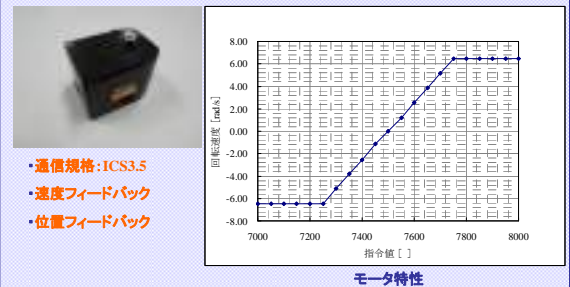 ・通信規格:ICS3.5
・速度フィードバック
・位置フィードバック
8.00
6.00
4.00
2.00
0.00
-2.00
-4.00
-6.00
-8.00
回転速度 [rad/s]
7000 7200 7400 7600 7800 8000
指令値 [ ]
モータ特性